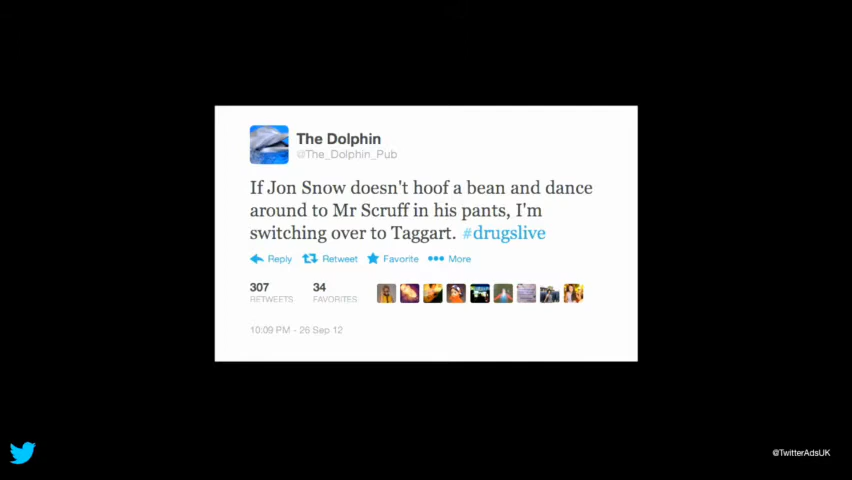 The Dolphin
@The_Dolphin_Pub
If Jon Snow doesn't hoof a bean and dance
around to Mr Scruff in his pants, I'm
switching over to Taggart. #drugslive
Reply Retweet Favorite More
307 34
RETWEETS FAVORITES
10:09 PM - 26 Sep 12
@TwitterAdsUK